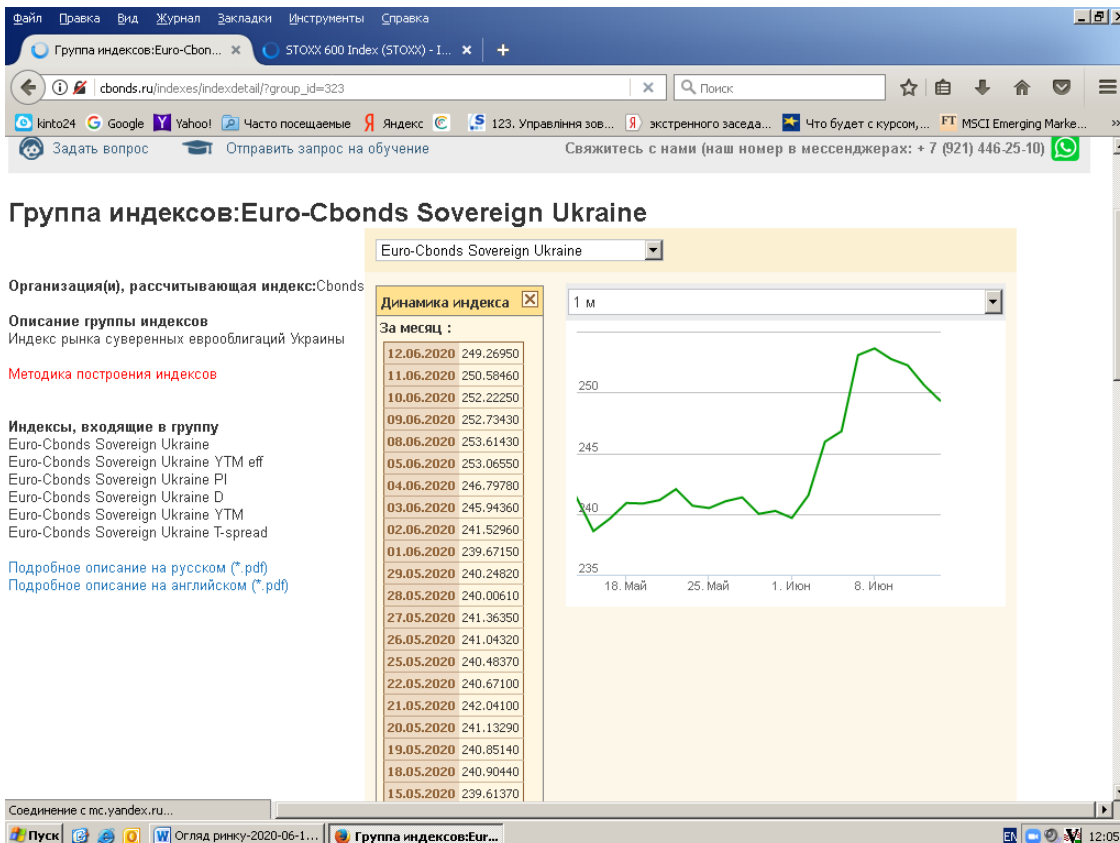 Файл Правка Вид Журнал Закладки Инструменты Справка
Группа индексов:Euro-Cbon... STOXX 600 Index (STOXX) - I...
cbonds.ru/indexes/indexdetail/?group_id=323 Поиск
kinto24 Google Yahoo! Часто посещаемые Яндекс 123. Управління зов... экстренного заседа... Что будет с курсом,... MSCI Emerging Marke...
Задать вопрос Отправить запрос на обучение Свяжитесь с нами (наш номер в мессенджерах: + 7 (921) 446-25-10)
Группа индексов:Euro-Cbonds Sovereign Ukraine
Euro-Cbonds Sovereign Ukraine
Организация(и), рассчитывающая индекс:Cbonds
Описание группы индексов
Индекс рынка суверенных еврооблигаций Украины
Методика построения индексов
Индексы, входящие в группу
Euro-Cbonds Sovereign Ukraine
Euro-Cbonds Sovereign Ukraine YTM eff
Euro-Cbonds Sovereign Ukraine PI
Euro-Cbonds Sovereign Ukraine D
Euro-Cbonds Sovereign Ukraine YTM
Euro-Cbonds Sovereign Ukraine T-spread
Подробное описание на русском (*.pdf)
Подробное описание на английском (*.pdf)
Динамика индекса
За месяц :
12.06.2020 249.26950
11.06.2020 250.58460
10.06.2020 252.22250
09.06.2020 252.73430
08.06.2020 253.61430
05.06.2020 253.06550
04.06.2020 246.79780
03.06.2020 245.94360
02.06.2020 241.52960
01.06.2020 239.67150
29.05.2020 240.24820
28.05.2020 240.00610
27.05.2020 241.36350
26.05.2020 241.04320
25.05.2020 240.48370
22.05.2020 240.67100
21.05.2020 242.04100
20.05.2020 241.13290
19.05.2020 240.85140
18.05.2020 240.90440
15.05.2020 239.61370
1 м
250
245
240
235
18. Май 25. Май 1. Июн 8. Июн
Соединение с mc.yandex.ru...
Пуск Огляд ринку-2020-06-1... Группа индексов:Eur... EN 12:05